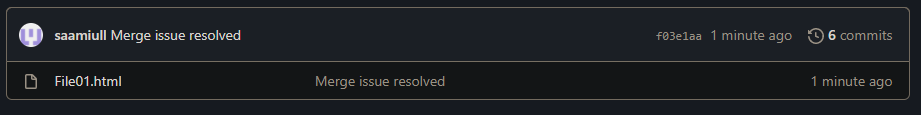 saamiull Merge issue resolved f03e1aa 1 minute ago 6 commits
File01.html Merge issue resolved 1 minute ago